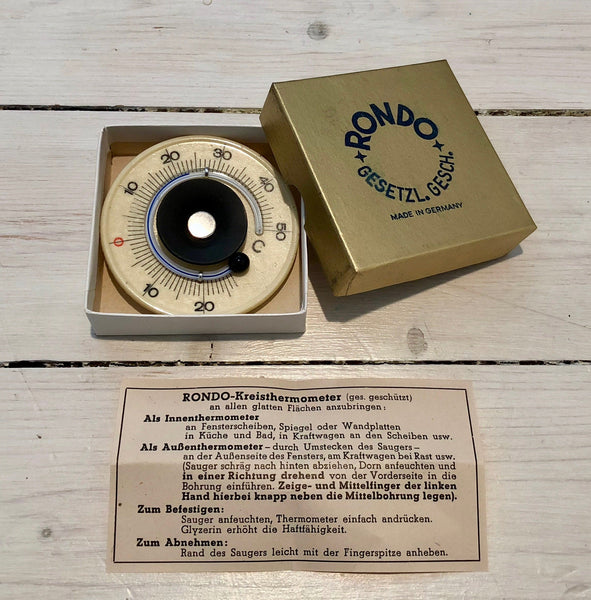 RONDO
GESETZL. GESCH.
MADE IN GERMANY
10 20 30 40 50
C
0
10 20
RONDO-Kreisthermometer (ges. geschützt)
an allen glatten Flächen anzubringen:
Als Innenthermometer
an Fensterscheiben, Spiegel oder Wandplatten
in Küche und Bad, in Kraftwagen an den Scheiben usw.
Als Außenthermometer – durch Umstecken des Saugers –
an der Außenseite des Fensters, am Kraftwagen bei Rast usw.
(Sauger schräg nach hinten abziehen, Dorn anfeuchten und
in einer Richtung drehend von der Vorderseite in die
Bohrung einführen. Zeige- und Mittelfinger der linken
Hand hierbei knapp neben die Mittelbohrung legen).
Zum Befestigen:
Sauger anfeuchten, Thermometer einfach andrücken.
Glyzerin erhöht die Haftfähigkeit.
Zum Abnehmen:
Rand des Saugers leicht mit der Fingerspitze anheben.